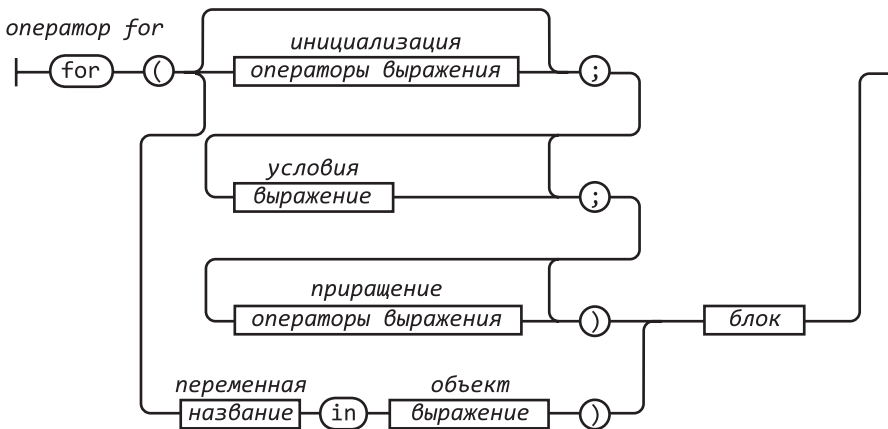 оператор for
инициализация
for ( операторы выражения ;
условия
выражение ;
приращение
операторы выражения ) блок
переменная объект
название in выражение )